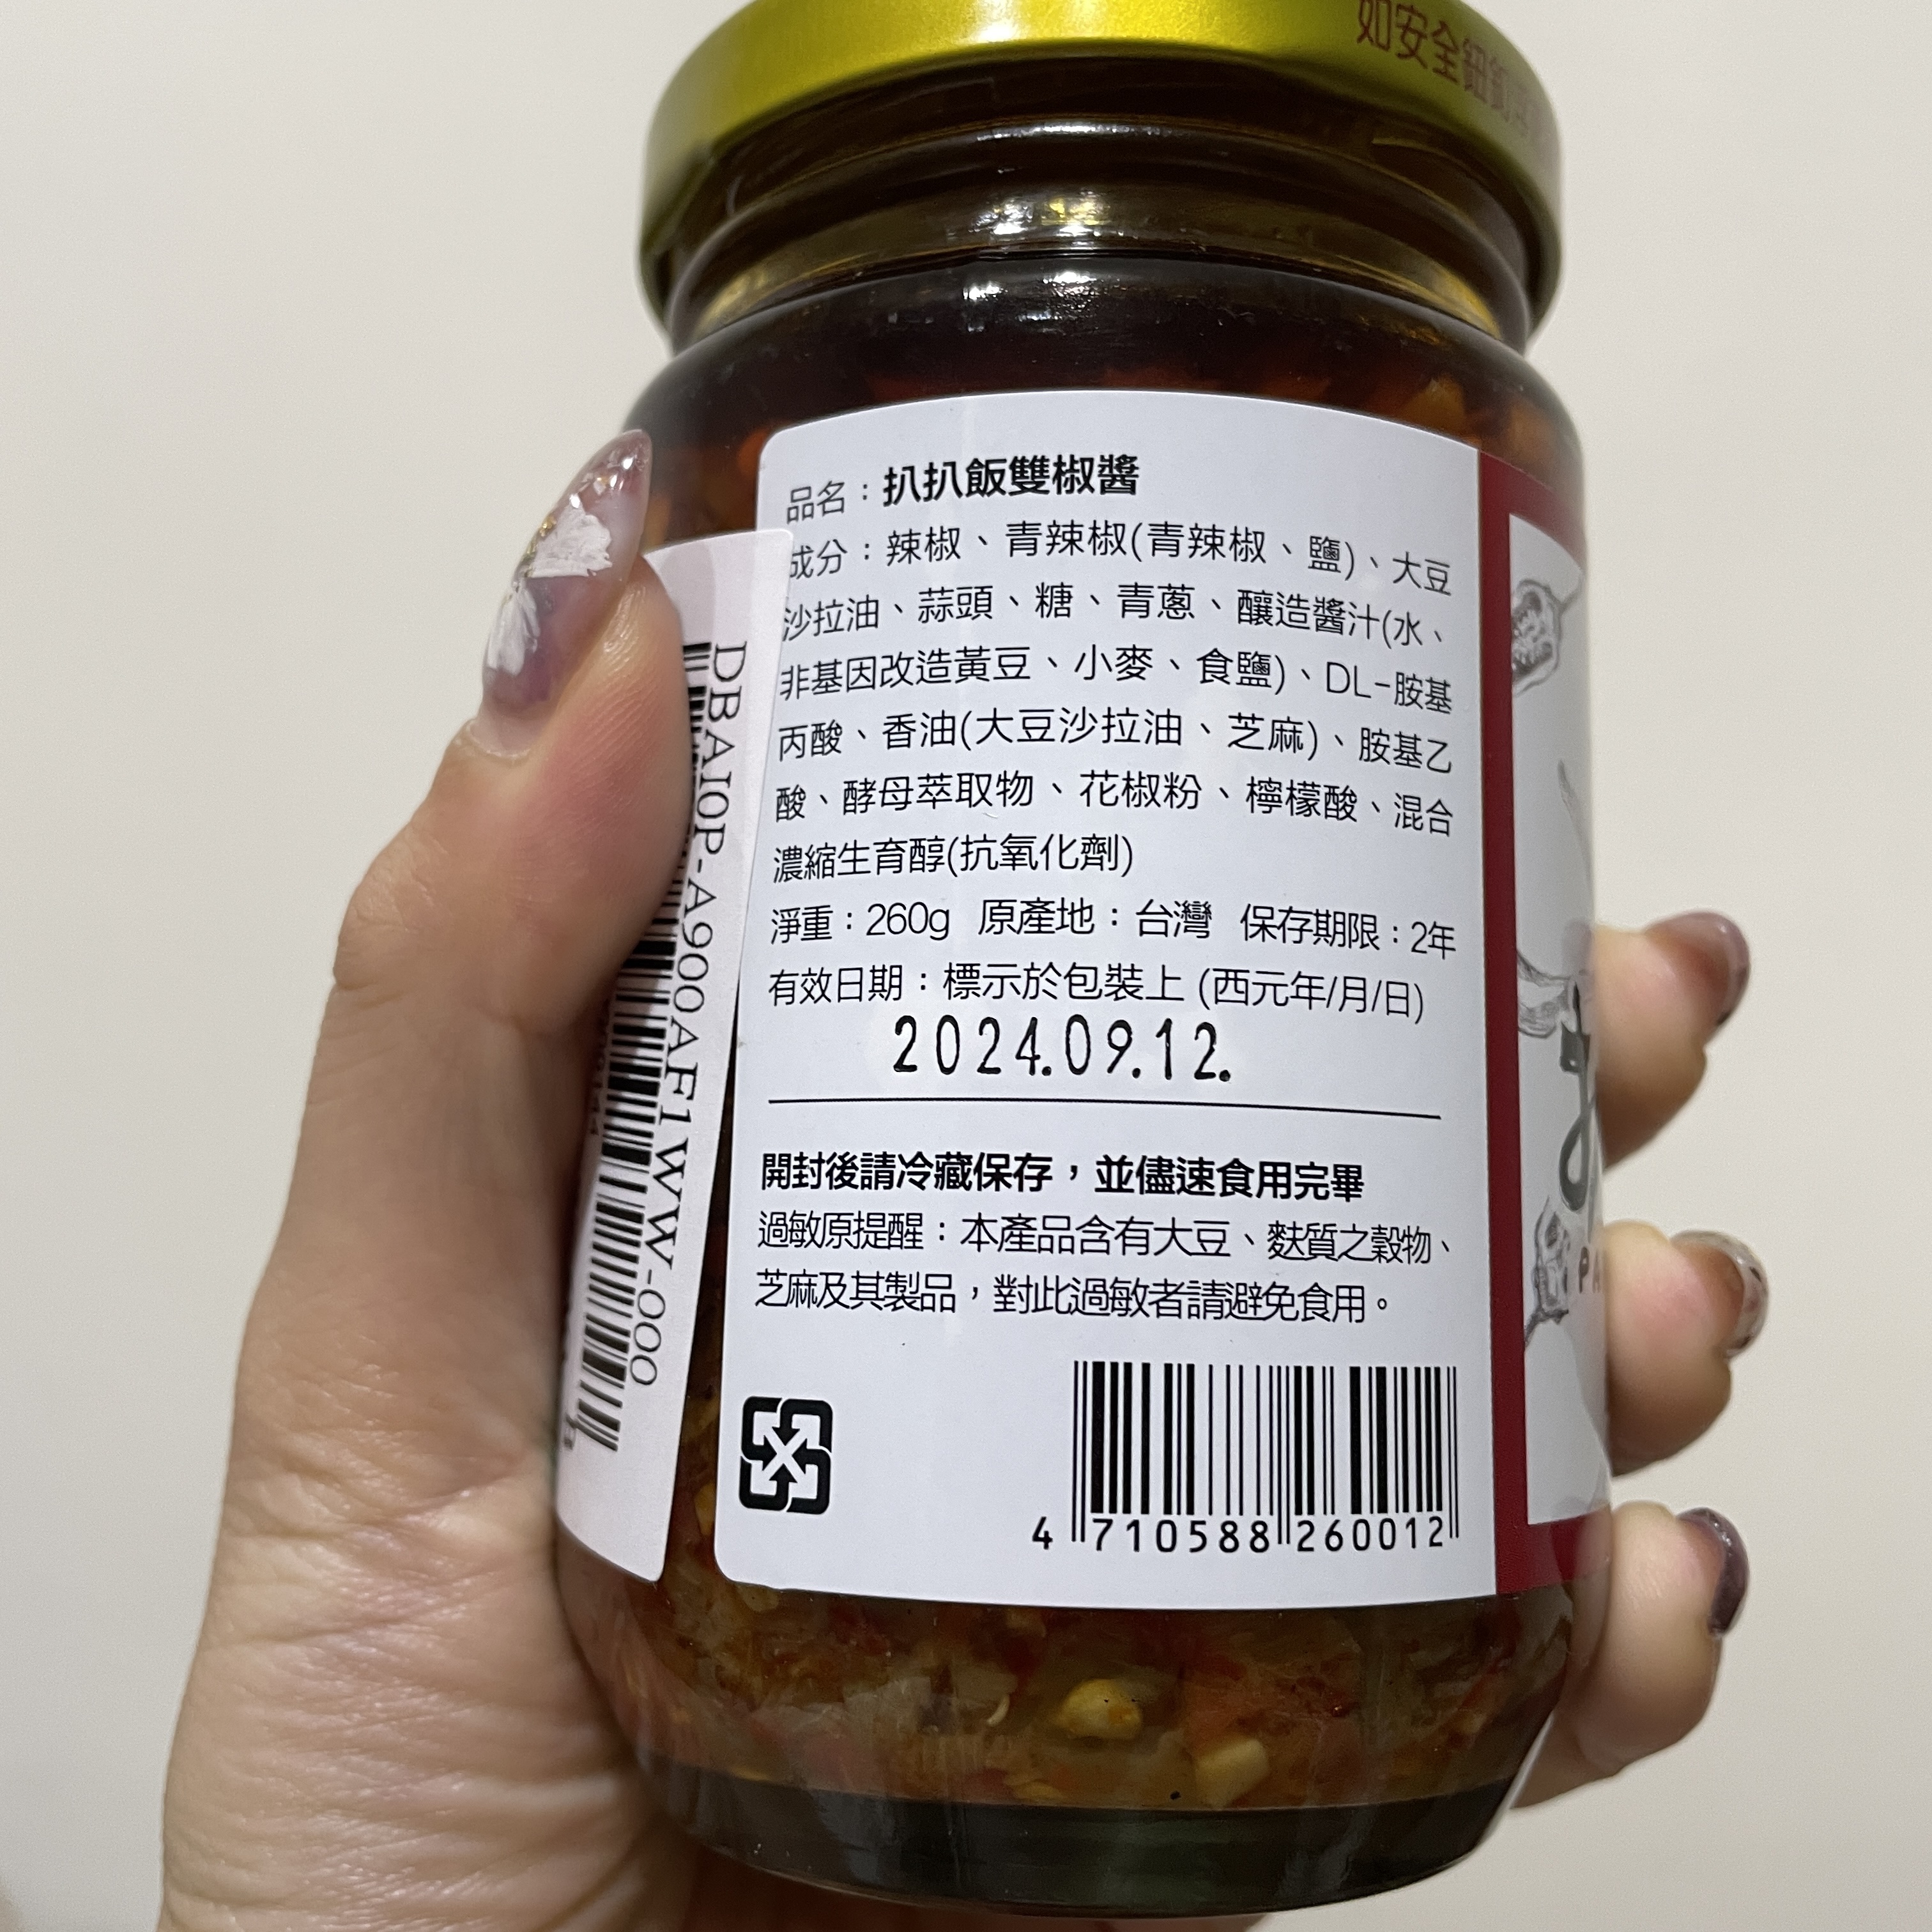 如安全鈕
品名：扒扒飯雙椒醬
成分：辣椒、青辣椒(青辣椒、鹽)、大豆
沙拉油、蒜頭、糖、青蔥、釀造醬汁(水、
非基因改造黃豆、小麥、食鹽)、DL-胺基
丙酸、香油(大豆沙拉油、芝麻)、胺基乙
酸、酵母萃取物、花椒粉、檸檬酸、混合
濃縮生育醇(抗氧化劑)
淨重：260g 原產地：台灣 保存期限：2年
有效日期：標示於包裝上 (西元年/月/日)
2024.09.12.
開封後請冷藏保存，並儘速食用完畢
過敏原提醒：本產品含有大豆、麩質之穀物、
芝麻及其製品，對此過敏者請避免食用。
4 710588 260012
DBAI0P-A900AF1WW-000